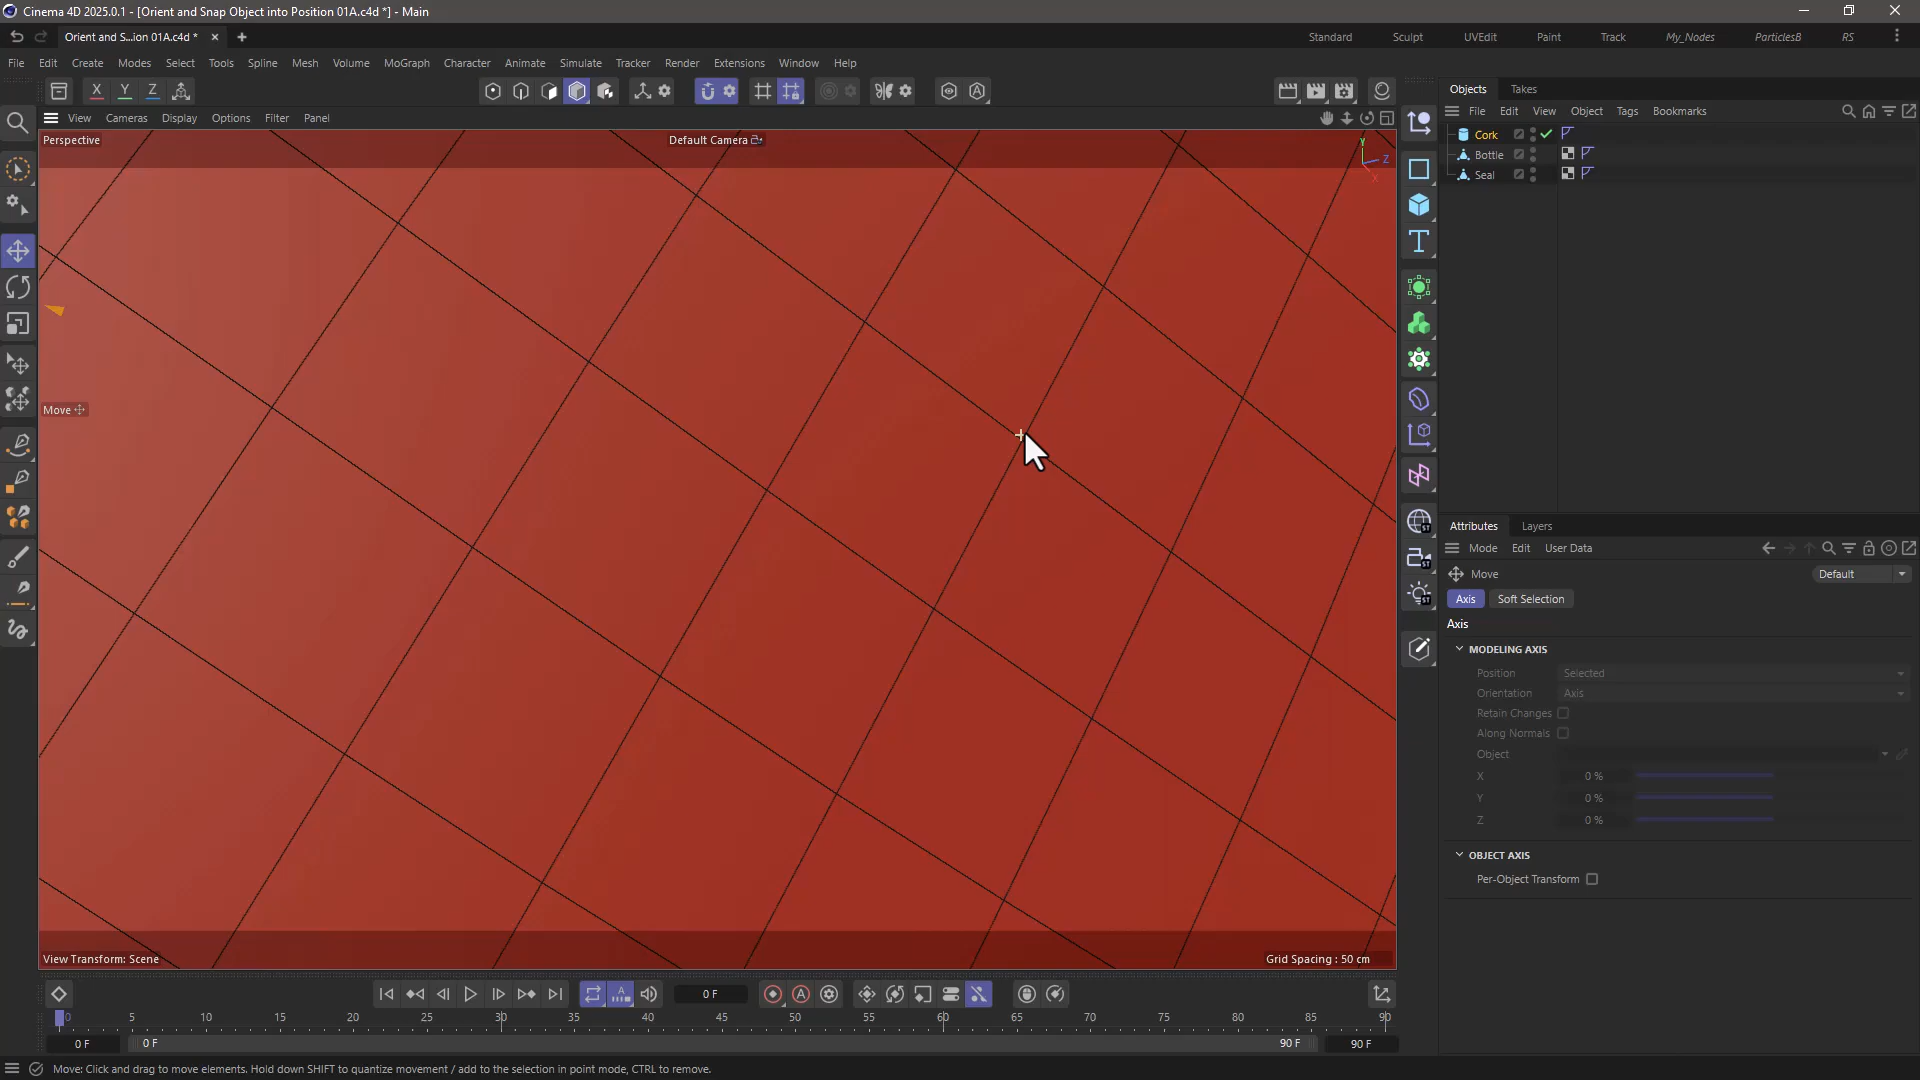 Cinema 4D 2025.0.1 - [Orient and Snap Object into Position 01A.c4d *] - Main
Orient and S...ion 01A.c4d *
Standard Sculpt UVEdit Paint Track My_Nodes ParticlesB RS
File Edit Create Modes Select Tools Spline Mesh Volume MoGraph Character Animate Simulate Tracker Render Extensions Window Help
X Y Z
Objects Takes
View Cameras Display Options Filter Panel
File Edit View Object Tags Bookmarks
Perspective
Default Camera
Y
Z
X
Cork
Bottle
Seal
Move
Attributes Layers
Mode Edit User Data
Move
Default
Axis Soft Selection
Axis
MODELING AXIS
Position Selected
Orientation Axis
Retain Changes
Along Normals
Object
X 0 %
Y 0 %
Z 0 %
OBJECT AXIS
Per-Object Transform
View Transform: Scene
Grid Spacing : 50 cm
0 F
0 5 10 15 20 25 30 35 40 45 50 55 60 65 70 75 80 85 90
0 F 0 F 90 F 90 F
Move: Click and drag to move elements. Hold down SHIFT to quantize movement / add to the selection in point mode, CTRL to remove.